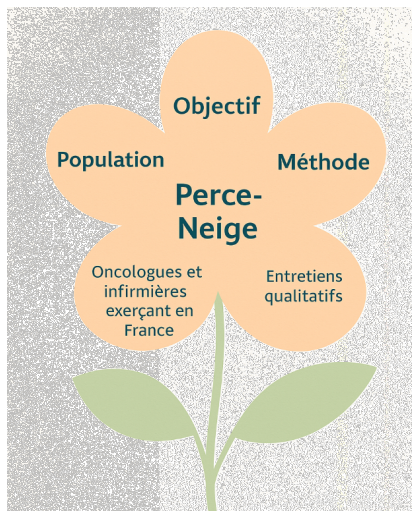 Objectif
Population
Méthode
Perce-
Neige
Oncologues et
infirmières
exerçant en
France
Entretiens
qualitatifs